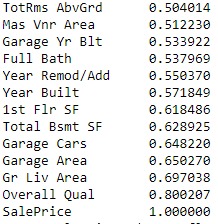 TotRms AbvGrd 0.504014
Mas Vnr Area 0.512230
Garage Yr Blt 0.533922
Full Bath 0.537969
Year Remod/Add 0.550370
Year Built 0.571849
1st Flr SF 0.618486
Total Bsmt SF 0.628925
Garage Cars 0.648220
Garage Area 0.650270
Gr Liv Area 0.697038
Overall Qual 0.800207
SalePrice 1.000000